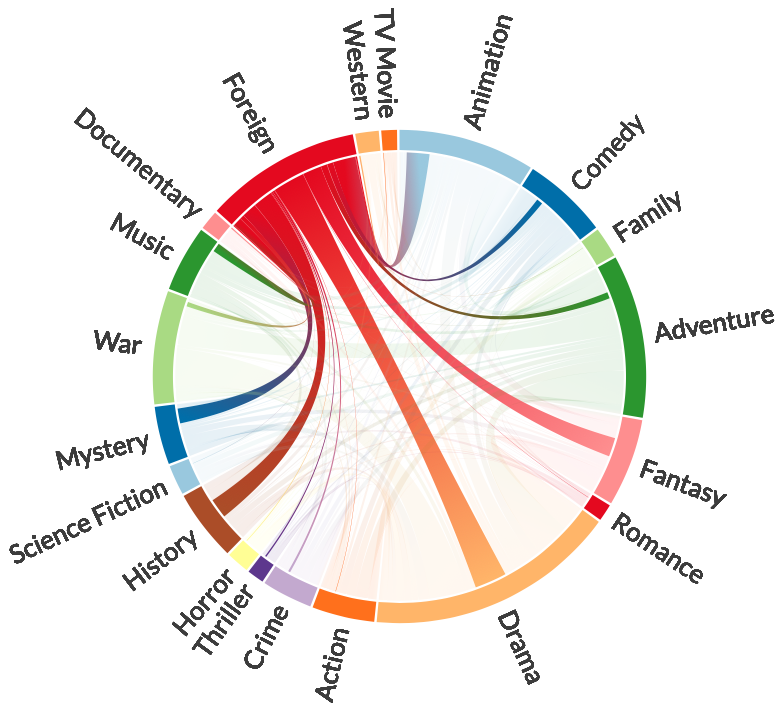 TV Movie
Animation
Comedy
Family
Adventure
Fantasy
Romance
Drama
Action
Crime
Thriller
Horror
History
Science Fiction
Mystery
War
Music
Documentary
Foreign
Western